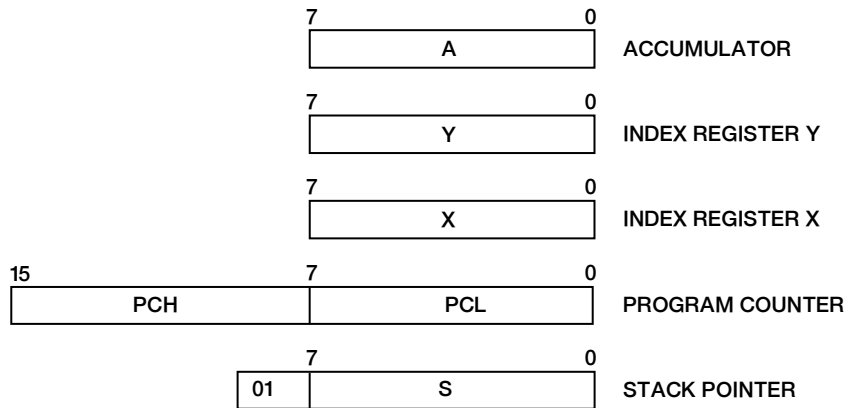 7 0
A ACCUMULATOR
7 0
Y INDEX REGISTER Y
7 0
X INDEX REGISTER X
15 7 0
PCH PCL PROGRAM COUNTER
7 0
01 S STACK POINTER